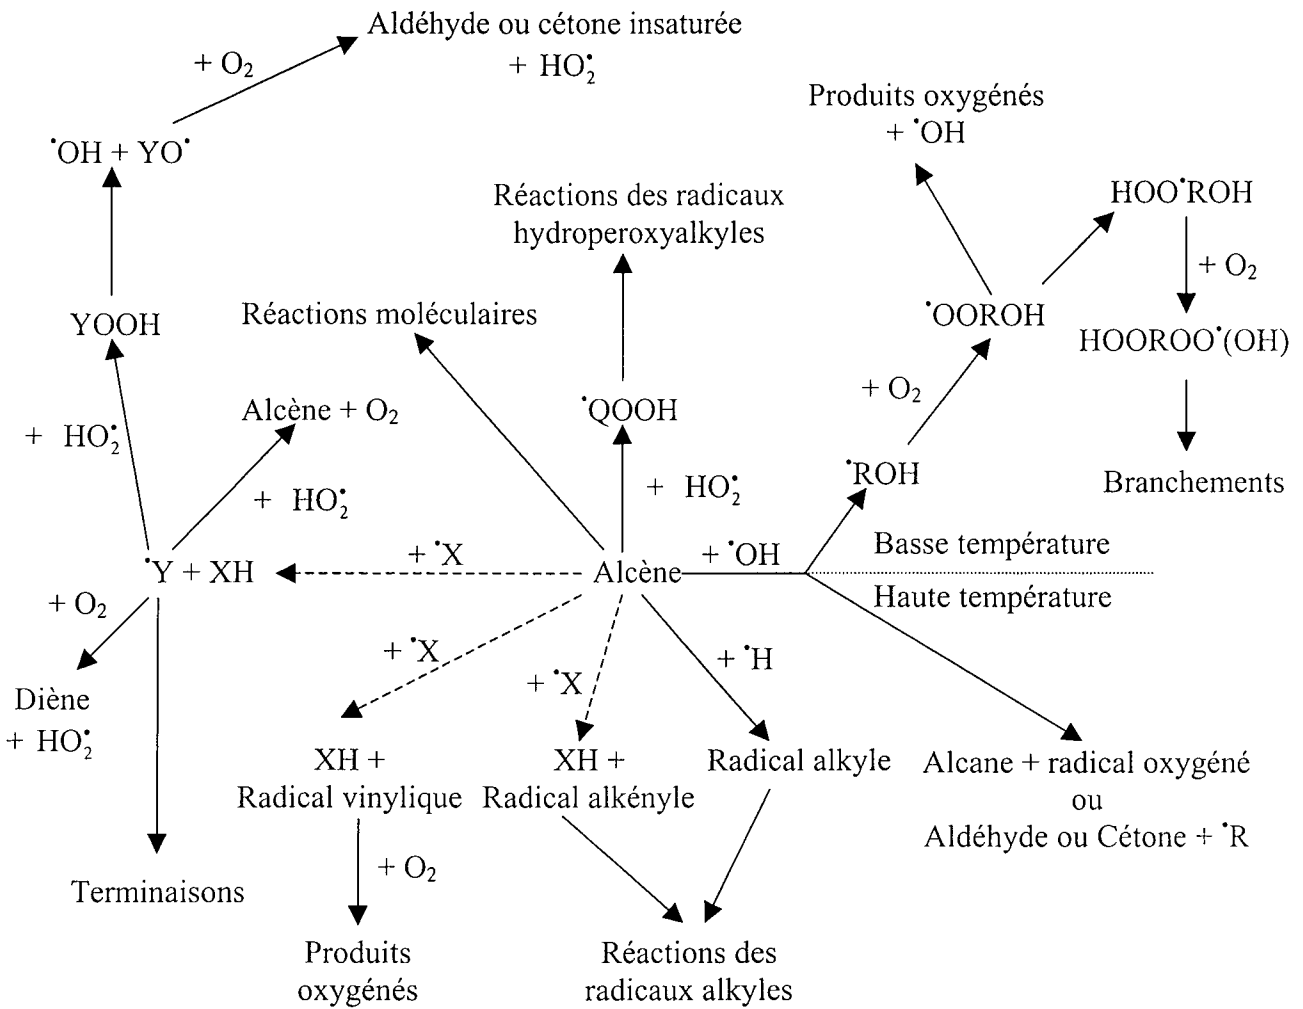 Aldéhyde ou cétone insaturée
+ HO₂•
+ O₂
•OH + YO•
Produits oxygénés
+ •OH
HOO•ROH
Réactions des radicaux
hydroperoxyalkyles
+ O₂
YOOH
Réactions moléculaires
•OOROH
HOOROO•(OH)
+ O₂
Alcène + O₂
•QOOH
+ HO₂•
•ROH
Branchements
+ HO₂•
+ HO₂•
•Y + XH
+ •X
Alcène
+ •OH
Basse température
Haute température
+ O₂
Diène
+ HO₂•
+ •X
+ •X
+ •H
XH +
Radical vinylique
XH +
Radical alkényle
Radical alkyle
Alcane + radical oxygéné
ou
Aldéhyde ou Cétone + •R
+ O₂
Terminaisons
Produits
oxygénés
Réactions des
radicaux alkyles